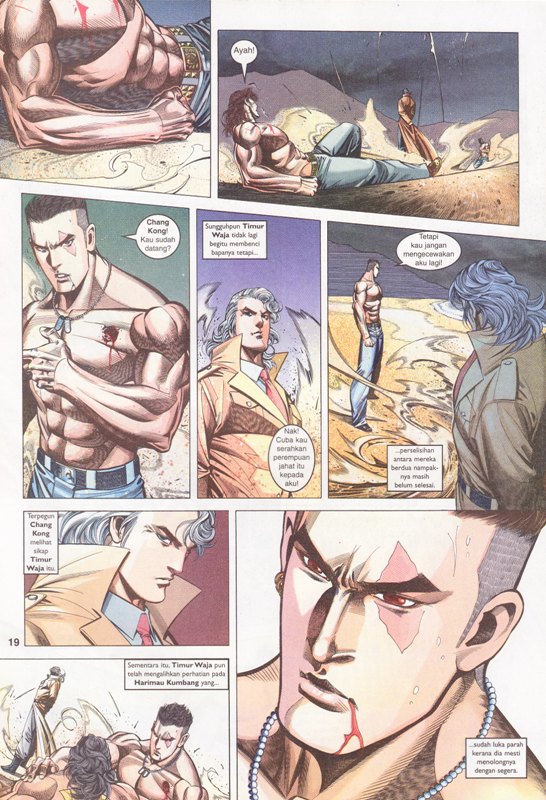 Ayah!
Chang
Kong!
Kau sudah
datang?
Sungguhpun Timur
Waja tidak lagi
begitu membenci
bapanya tetapi...
Nak!
Cuba kau
serahkan
perempuan
jahat itu
kepada
aku!
Tetapi
kau jangan
mengecewakan
aku lagi!
...perselisihan
antara mereka
berdua nampak-
nya masih
belum selesai.
Terpegun
Chang
Kong
melihat
sikap
Timur
Waja itu.
19
Sementara itu, Timur Waja pun
telah mengalihkan perhatian pada
Harimau Kumbang yang...
...sudah luka parah
kerana dia mesti
menolongnya
dengan segera.